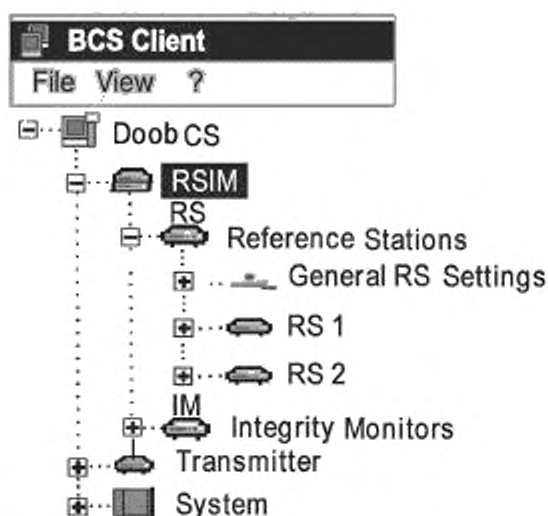 BCS Client
File View ?
Doob CS
RSIM
RS
Reference Stations
General RS Settings
RS 1
RS 2
IM
Integrity Monitors
Transmitter
System